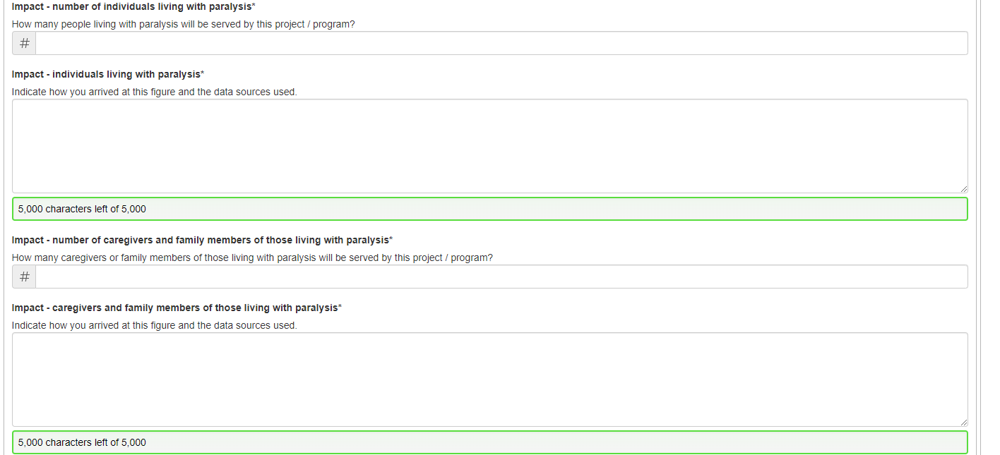 Impact - number of individuals living with paralysis*
How many people living with paralysis will be served by this project / program?
#
Impact - individuals living with paralysis*
Indicate how you arrived at this figure and the data sources used.
5,000 characters left of 5,000
Impact - number of caregivers and family members of those living with paralysis*
How many caregivers or family members of those living with paralysis will be served by this project / program?
#
Impact - caregivers and family members of those living with paralysis*
Indicate how you arrived at this figure and the data sources used.
5,000 characters left of 5,000